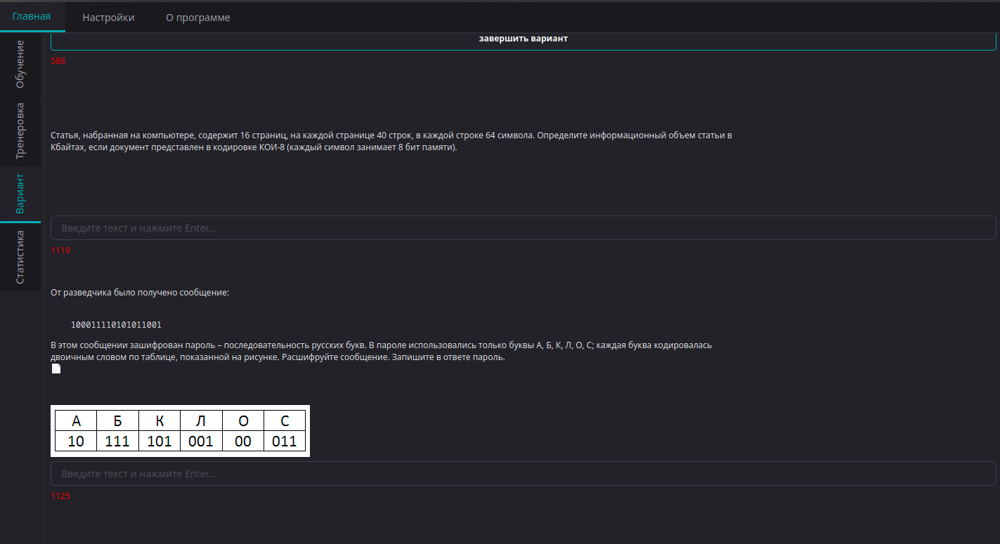 Главная Настройки О программе
завершить вариант
Обучение
Тренеровка
Вариант
Статистика
588
Статья, набранная на компьютере, содержит 16 страниц, на каждой странице 40 строк, в каждой строке 64 символа. Определите информационный объем статьи в
Кбайтах, если документ представлен в кодировке КОИ-8 (каждый символ занимает 8 бит памяти).
Введите текст и нажмите Enter...
1119
От разведчика было получено сообщение:
100011110101011001
В этом сообщении зашифрован пароль – последовательность русских букв. В пароле использовались только буквы А, Б, К, Л, О, С; каждая буква кодировалась
двоичным словом по таблице, показанной на рисунке. Расшифруйте сообщение. Запишите в ответе пароль.
А Б К Л О С
10 111 101 001 00 011
Введите текст и нажмите Enter...
1125